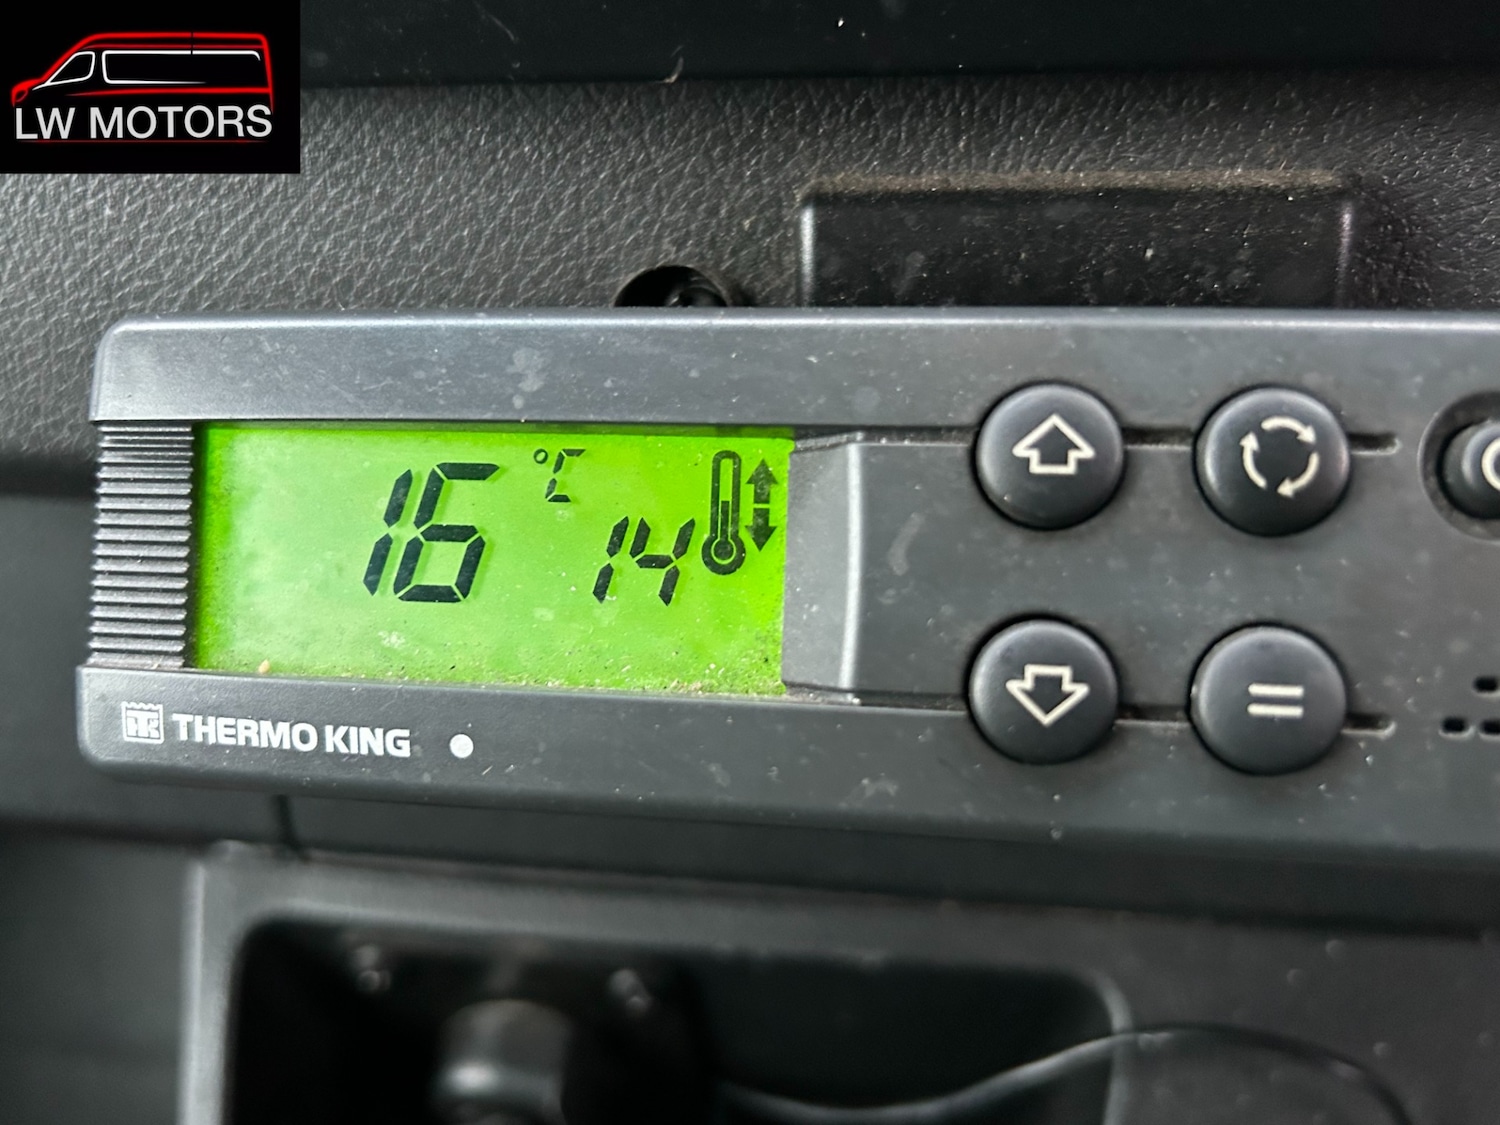 LW MOTORS
16 °C
14
THERMO KING